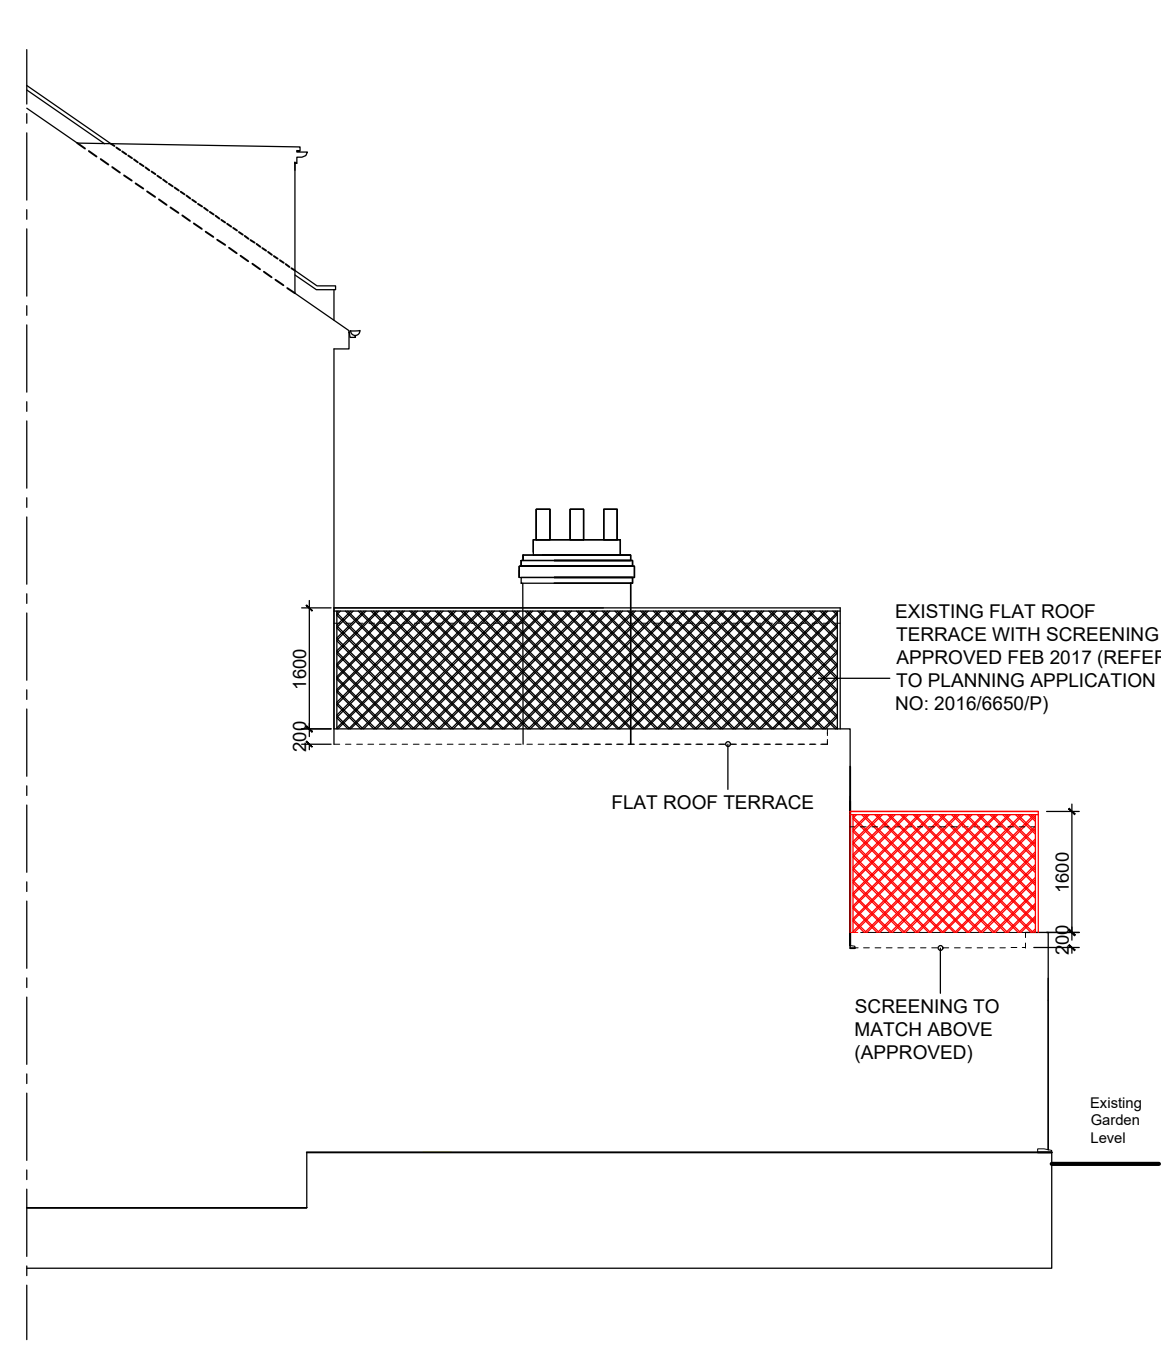 EXISTING FLAT ROOF
TERRACE WITH SCREENING
APPROVED FEB 2017 (REFER
TO PLANNING APPLICATION
NO: 2016/6650/P)
1600
200
FLAT ROOF TERRACE
1600
200
SCREENING TO
MATCH ABOVE
(APPROVED)
Existing
Garden
Level